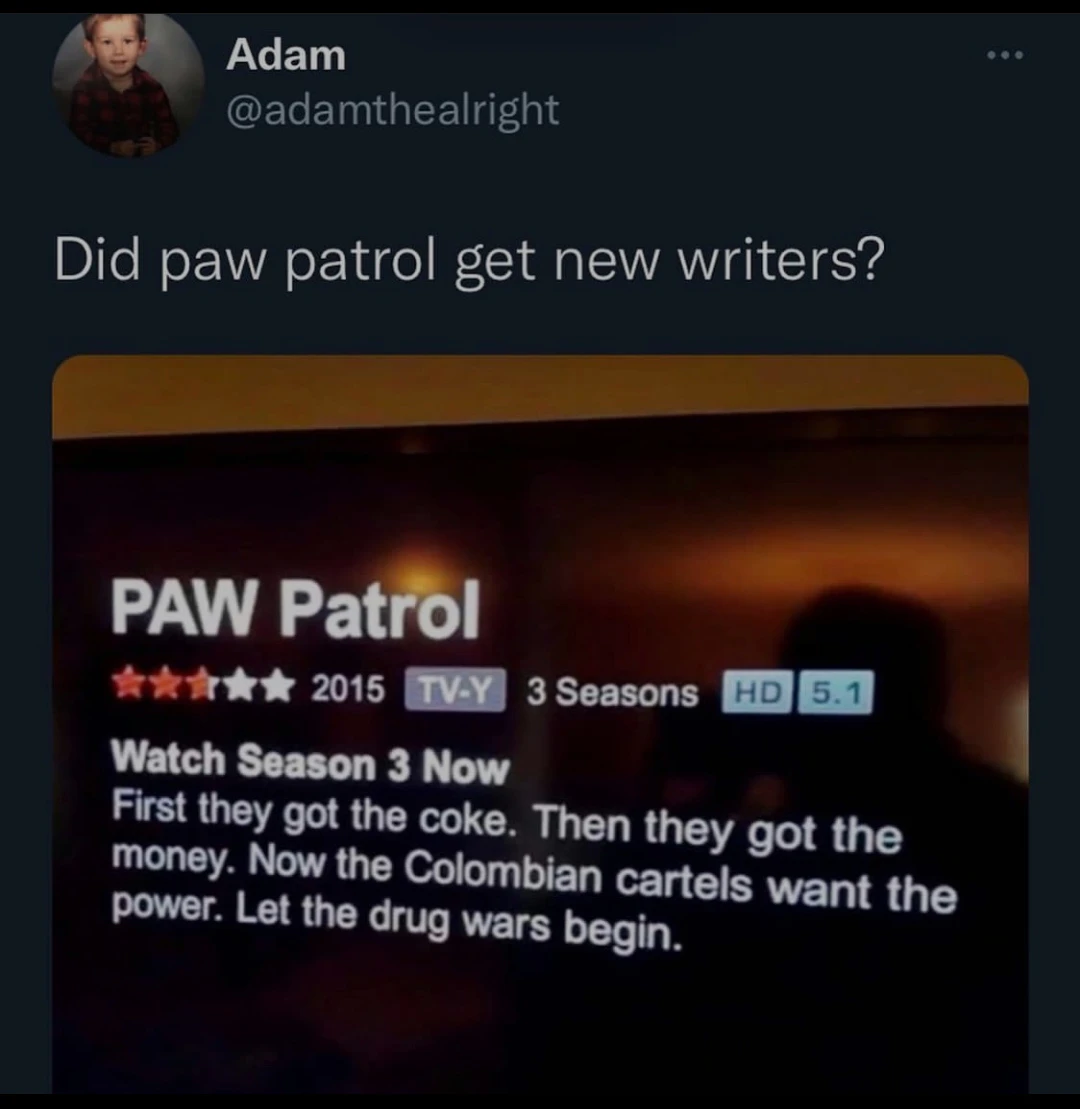 Adam
@adamthealright
Did paw patrol get new writers?
PAW Patrol
2015 TV-Y 3 Seasons HD 5.1
Watch Season 3 Now
First they got the coke. Then they got the
money. Now the Colombian cartels want the
power. Let the drug wars begin.